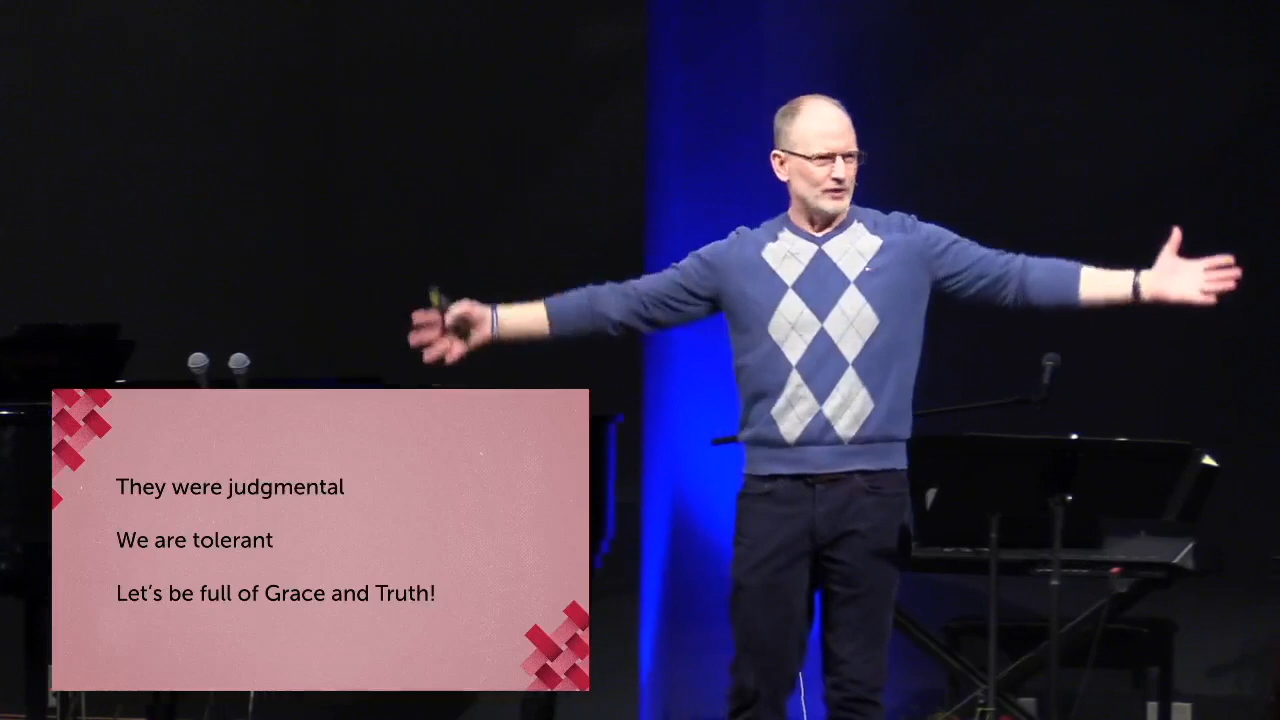 They were judgmental
We are tolerant
Let's be full of Grace and Truth!